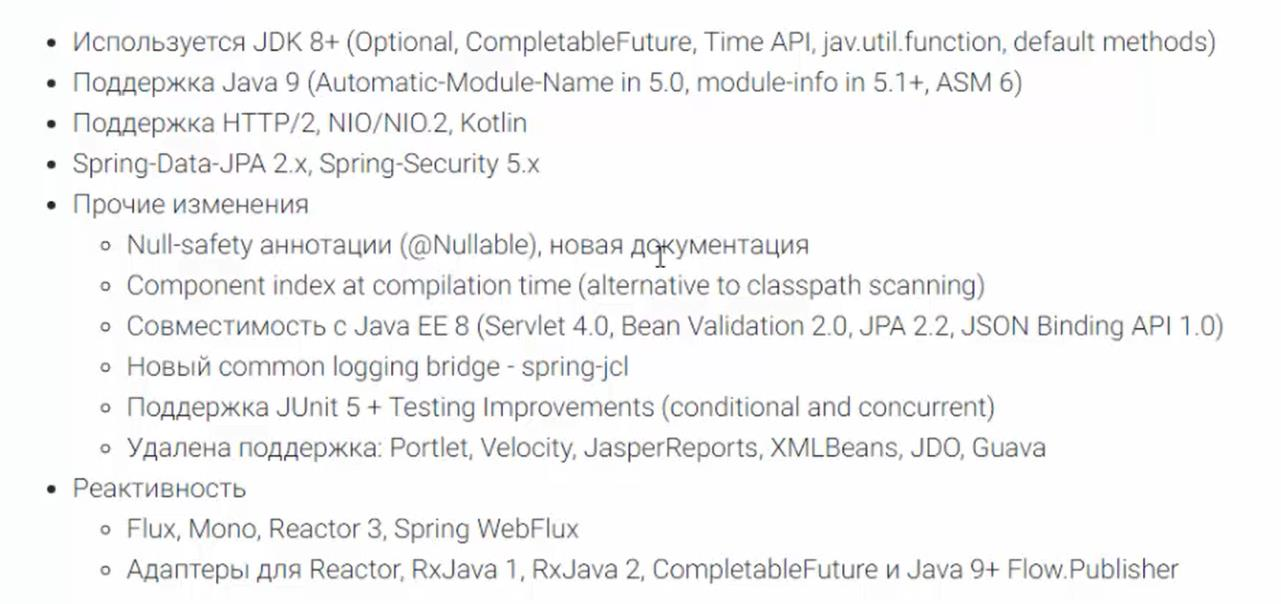 Используется JDK 8+ (Optional, CompletableFuture, Time API, jav.util.function, default methods)
Поддержка Java 9 (Automatic-Module-Name in 5.0, module-info in 5.1+, ASM 6)
Поддержка HTTP/2, NIO/NIO.2, Kotlin
Spring-Data-JPA 2.x, Spring-Security 5.x
Прочие изменения
Null-safety аннотации (@Nullable), новая документация
Component index at compilation time (alternative to classpath scanning)
Совместимость с Java EE 8 (Servlet 4.0, Bean Validation 2.0, JPA 2.2, JSON Binding API 1.0)
Новый common logging bridge - spring-jcl
Поддержка JUnit 5 + Testing Improvements (conditional and concurrent)
Удалена поддержка: Portlet, Velocity, JasperReports, XMLBeans, JDO, Guava
Реактивность
Flux, Mono, Reactor 3, Spring WebFlux
Адаптеры для Reactor, RxJava 1, RxJava 2, CompletableFuture и Java 9+ Flow.Publisher